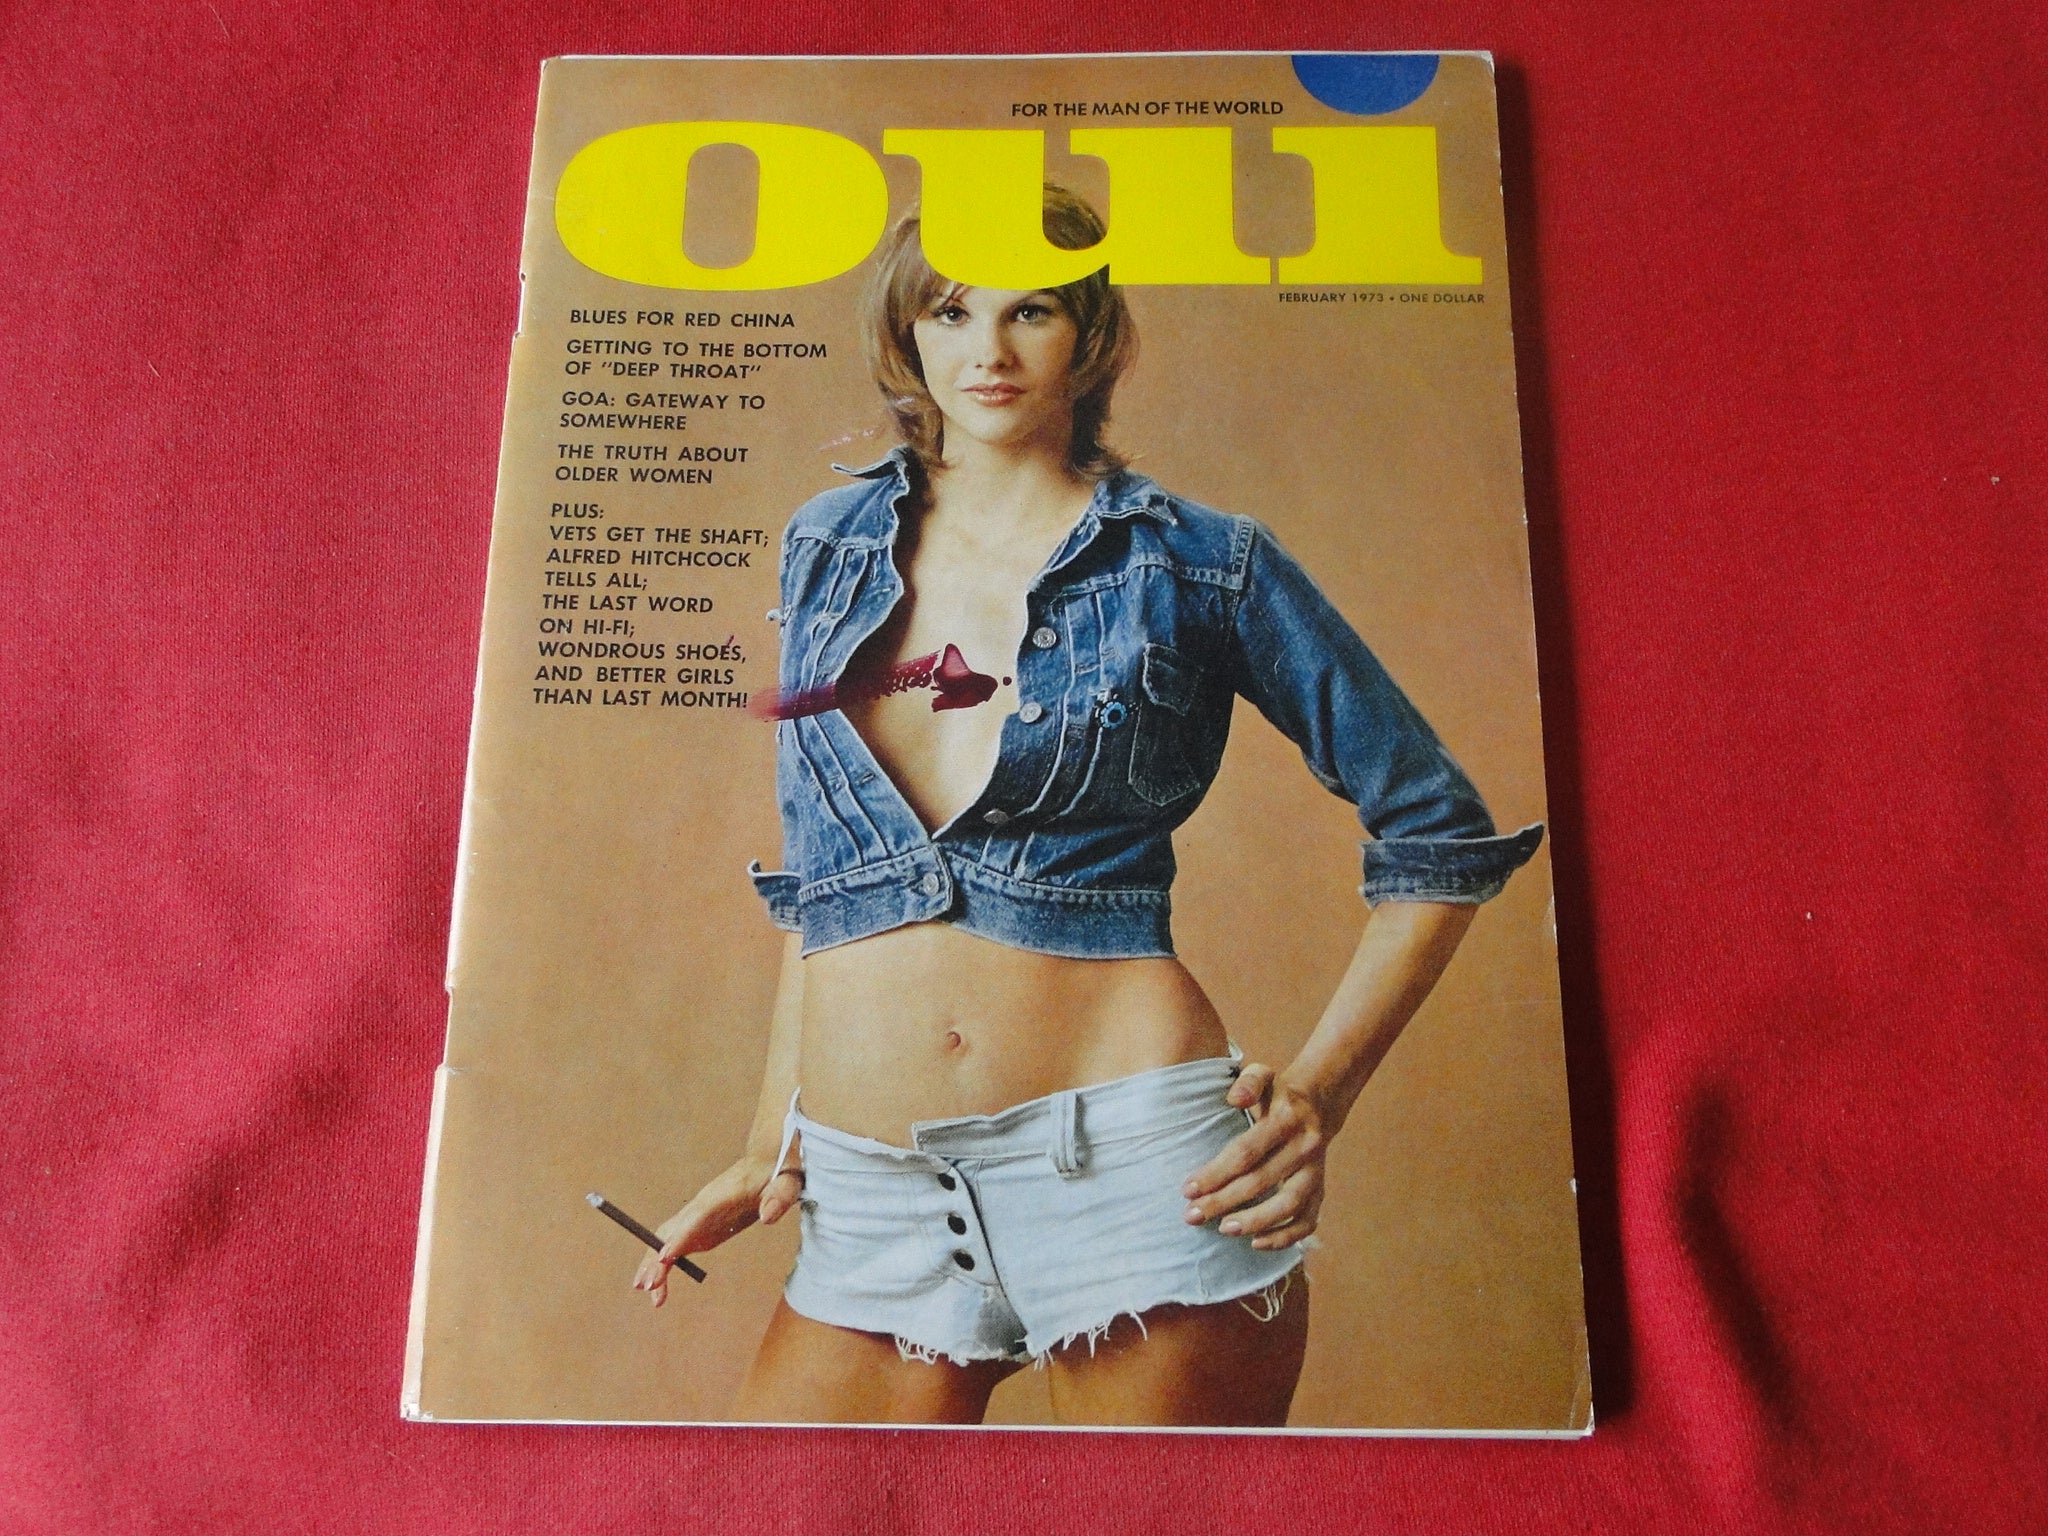 FOR THE MAN OF THE WORLD
oui
FEBRUARY 1973 • ONE DOLLAR
BLUES FOR RED CHINA
GETTING TO THE BOTTOM
OF "DEEP THROAT"
GOA: GATEWAY TO
SOMEWHERE
THE TRUTH ABOUT
OLDER WOMEN
PLUS:
VETS GET THE SHAFT;
ALFRED HITCHCOCK
TELLS ALL;
THE LAST WORD
ON HI-FI;
WONDROUS SHOES,
AND BETTER GIRLS
THAN LAST MONTH!